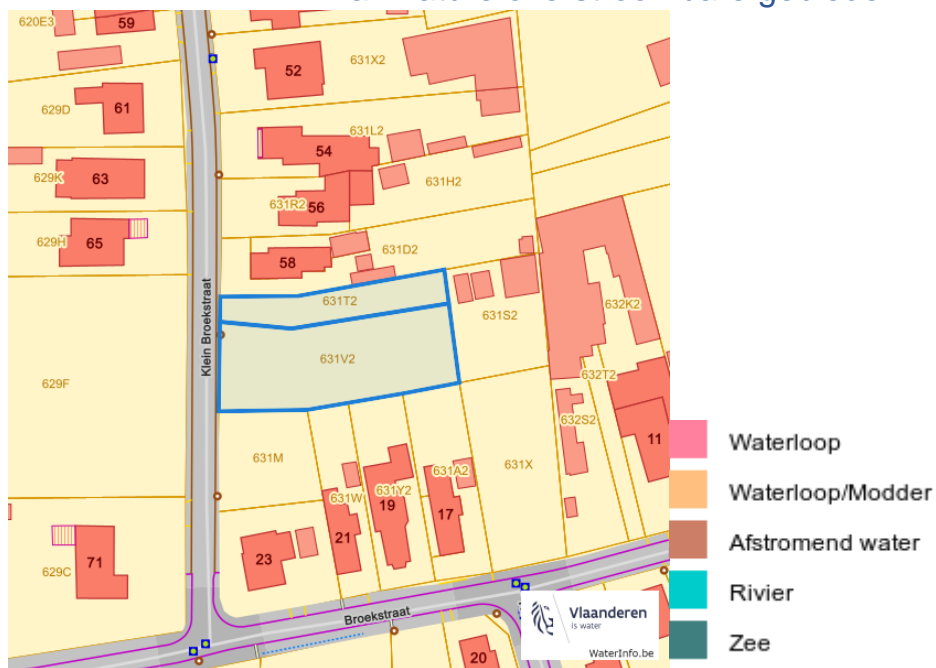 620E3
59
52
631X2
629D
61
631L2
54
629K
63
631H2
631R2
56
629H
65
631D2
58
631T2
631S2
632K2
Klein Broekstraat
631V2
629F
632T2
632S2
11
Waterloop
631M
631X
631A2
631W
631Y2
19
17
Waterloop/Modder
21
23
Afstromend water
71
629C
Rivier
Broekstraat
Vlaanderen
is water
WaterInfo.be
Zee
20